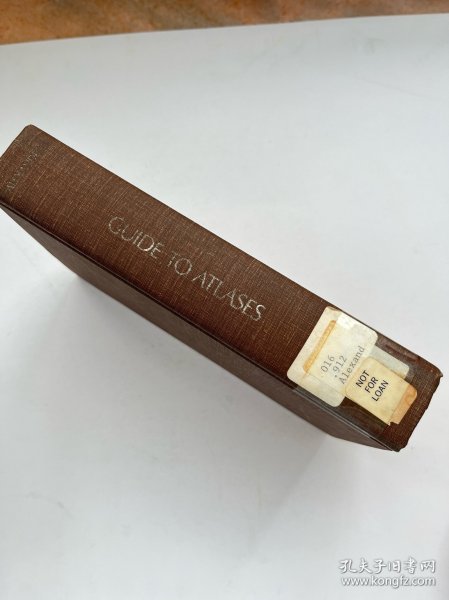 GUIDE TO ATLASES
.016
.912
Alexand
NOT
FOR
LOAN
孔夫子旧书网
www.kongfz.com